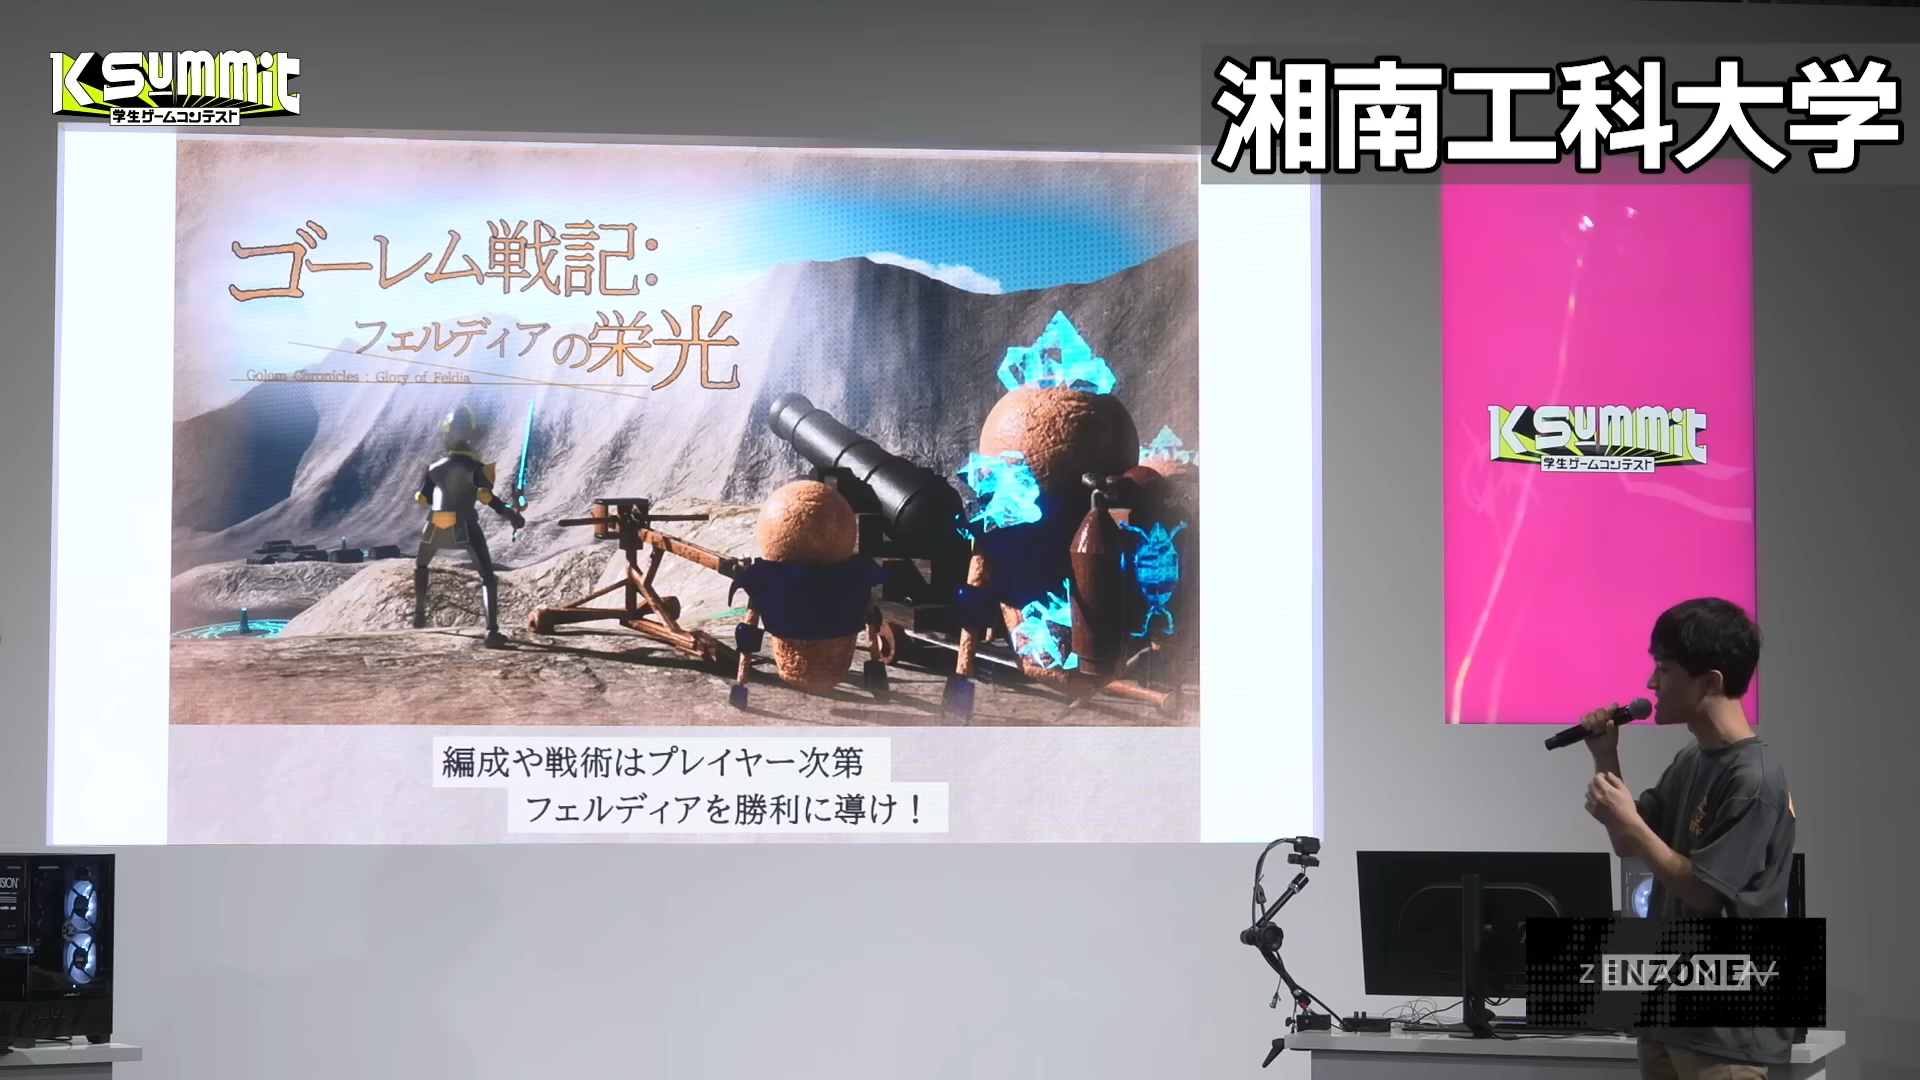 K Summit
学生ゲームコンテスト
湘南工科大学
ゴーレム戦記:
フェルディアの栄光
Golem Chronicles : Glory of Feldia
編成や戦術はプレイヤー次第
フェルディアを勝利に導け！
K Summit
学生ゲームコンテスト